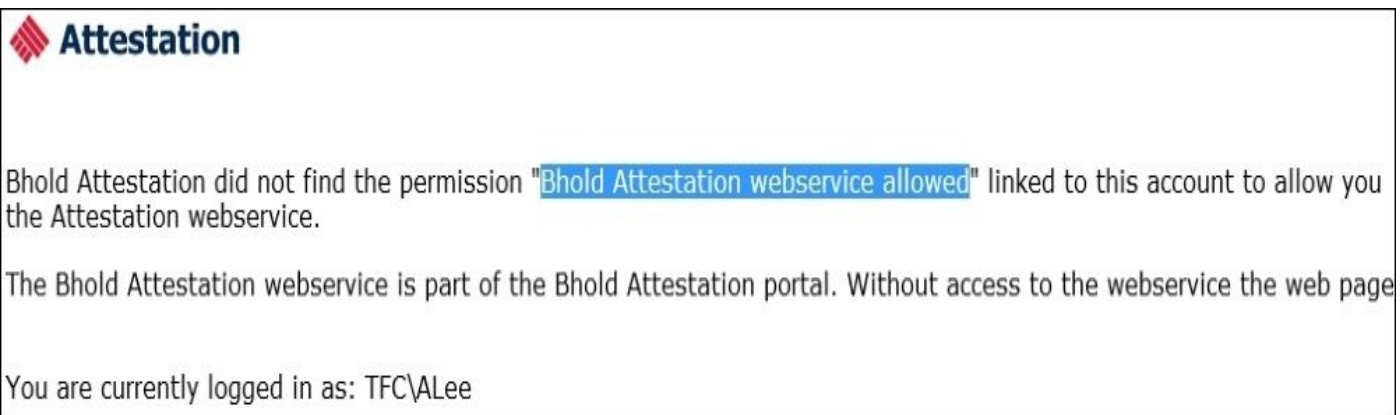 Attestation
Bhold Attestation did not find the permission "Bhold Attestation webservice allowed" linked to this account to allow you
the Attestation webservice.
The Bhold Attestation webservice is part of the Bhold Attestation portal. Without access to the webservice the web page
You are currently logged in as: TFC\ALee